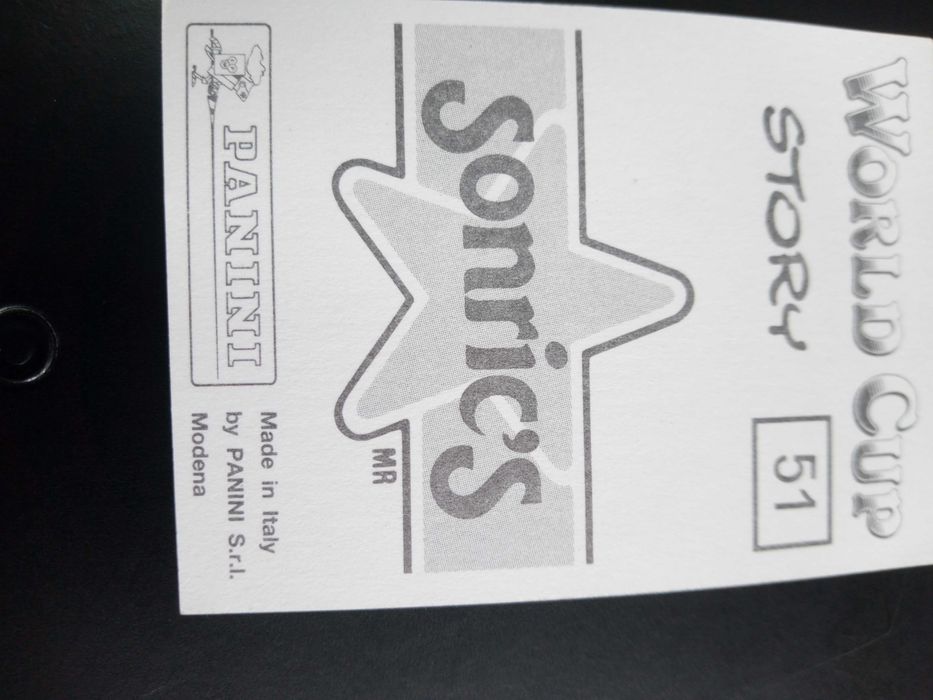 WORLD CUP
STORY
51
Sonric's
MR
PANINI
Made in Italy
by PANINI S.r.l.
Modena